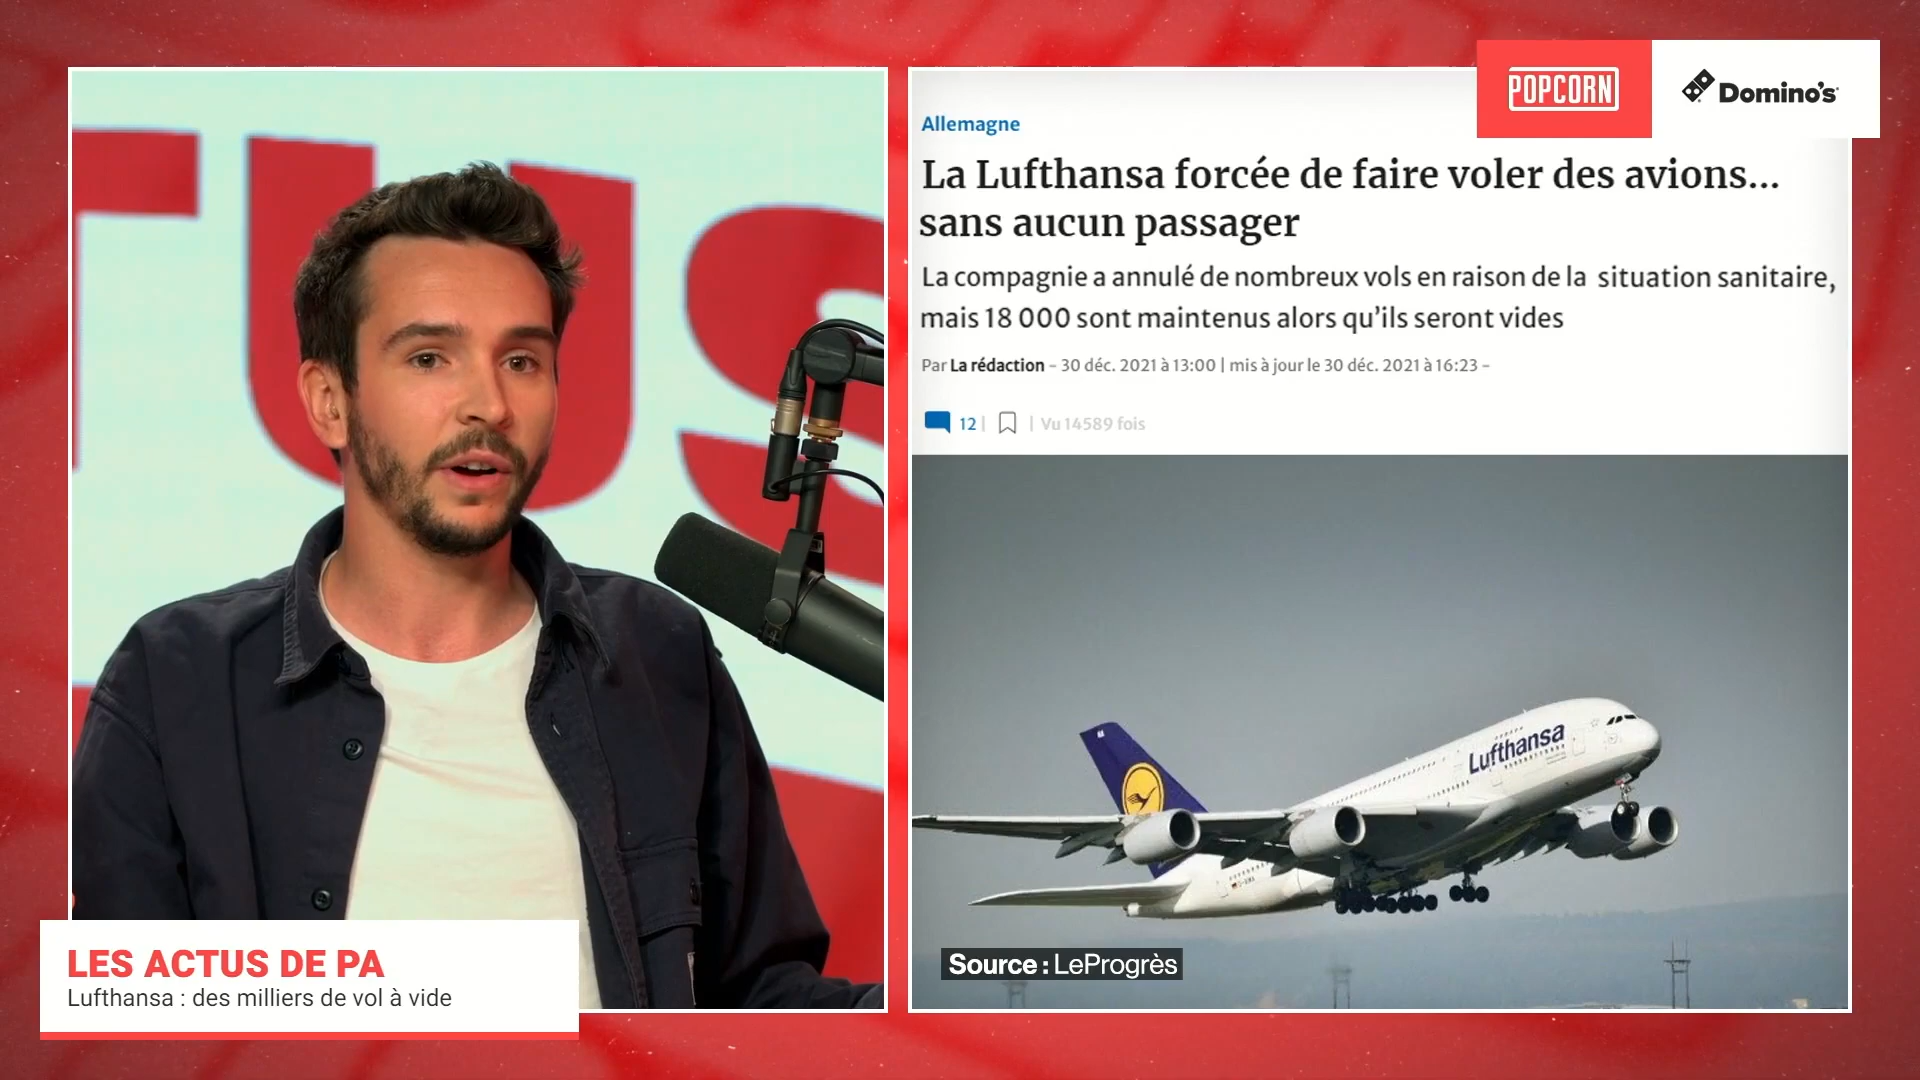 POPCORN
Domino's
TUS
Allemagne
La Lufthansa forcée de faire voler des avions...
sans aucun passager
La compagnie a annulé de nombreux vols en raison de la situation sanitaire,
mais 18 000 sont maintenus alors qu'ils seront vides
Par La rédaction - 30 déc. 2021 à 13:00 | mis à jour le 30 déc. 2021 à 16:23 -
12 | | Vu 14589 fois
Lufthansa
Source : LeProgrès
LES ACTUS DE PA
Lufthansa : des milliers de vol à vide